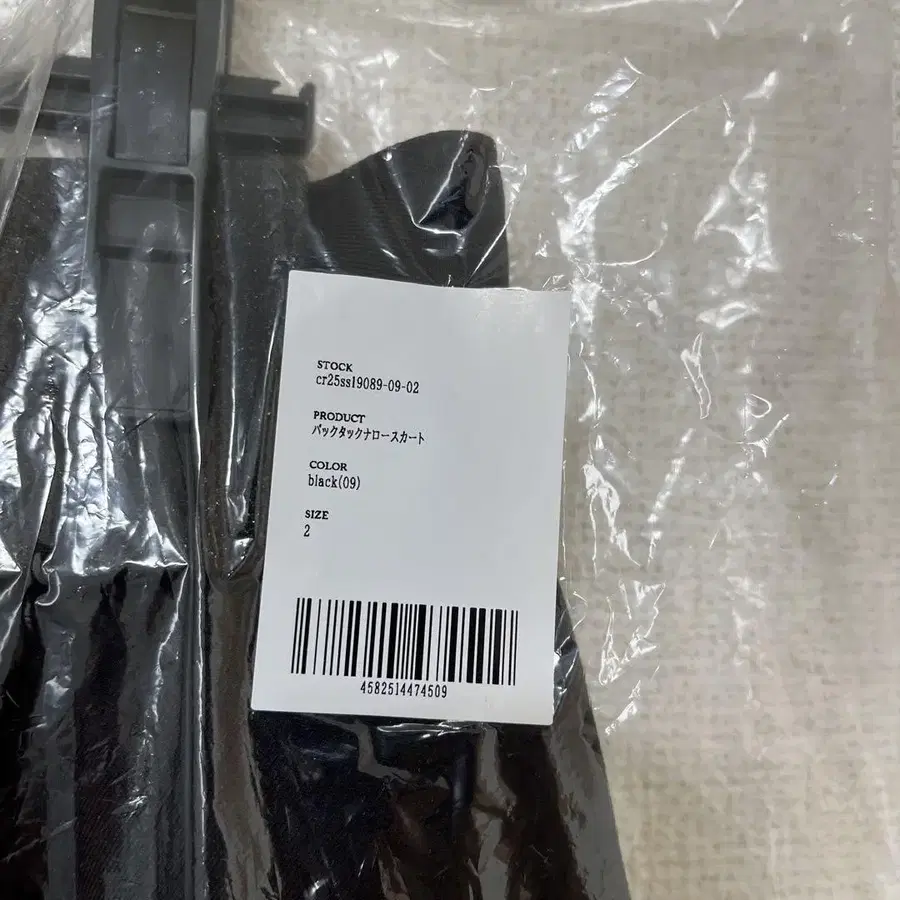 STOCK
cr25ss19089-09-02
PRODUCT
バックタックナロースカート
COLOR
black(09)
SIZE
2
4582514474509